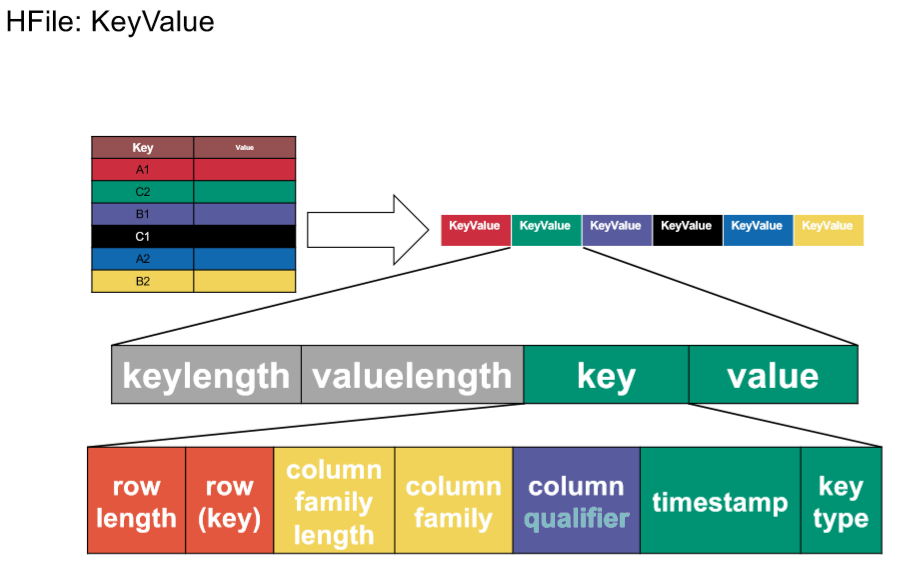 HFile: KeyValue
Key Value
A1
C2
B1
C1
A2
B2
KeyValue KeyValue KeyValue KeyValue KeyValue KeyValue
keylength valuelength key value
row
length
row
(key)
column
family
length
column
family
column
qualifier
timestamp
key
type